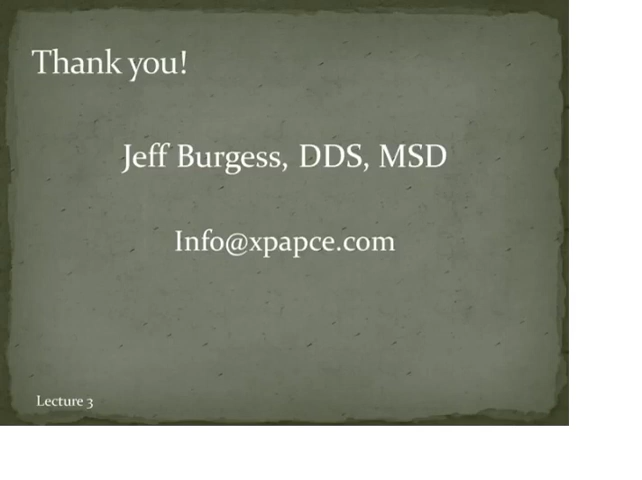 Thank you!
Jeff Burgess, DDS, MSD
Info@xpapce.com
Lecture 3